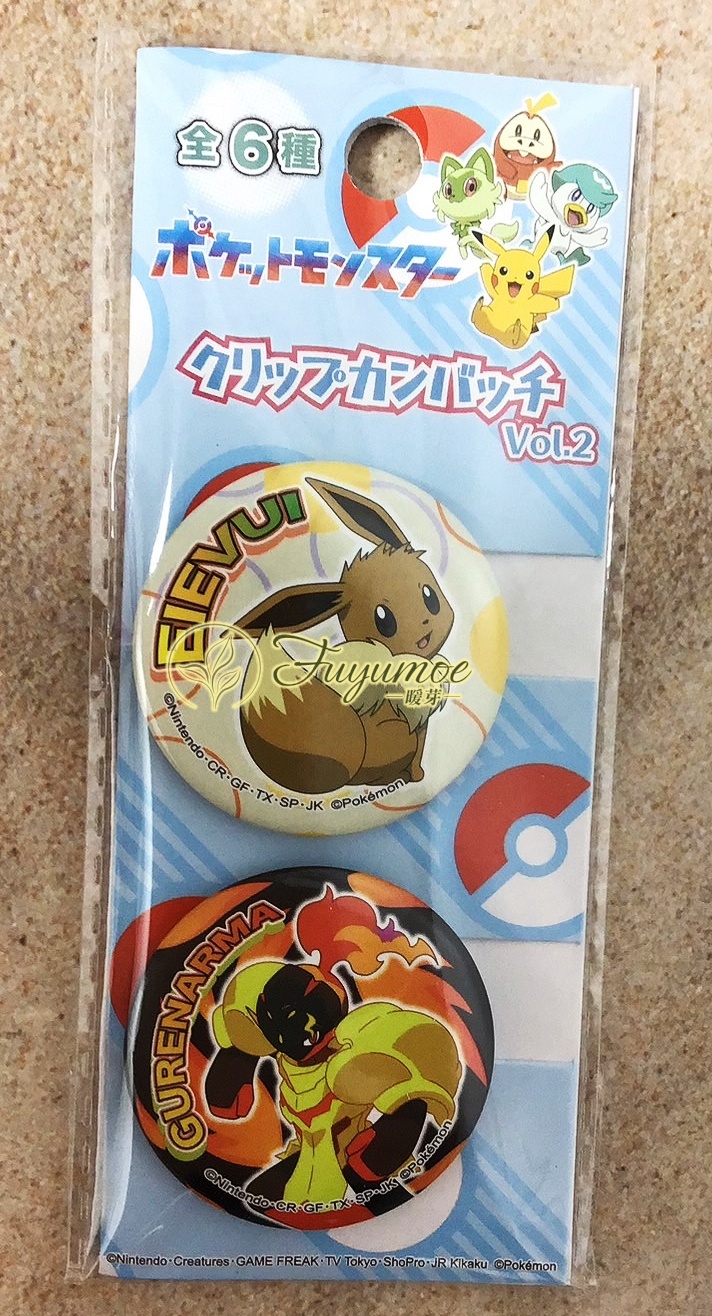 全6種
ポケットモンスター
クリップカンバッチ
Vol.2
EIEVUI
Fuyumoe
暖芽
©Nintendo・CR・GF・TX・SP・JK ©Pokémon
GURENARMA
©Nintendo・CR・GF・TX・SP・JK ©Pokémon
©Nintendo・Creatures・GAME FREAK・TV Tokyo・ShoPro・JR Kikaku ©Pokémon